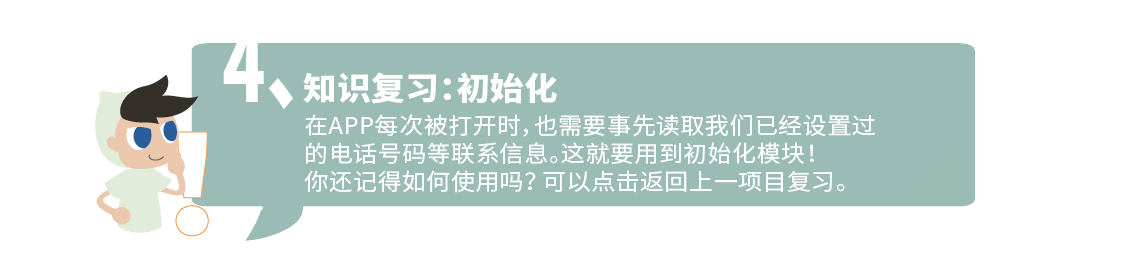 4、知识复习：初始化
在APP每次被打开时，也需要事先读取我们已经设置过
的电话号码等联系信息。这就要用到初始化模块！
你还记得如何使用吗？可以点击返回上一项目复习。